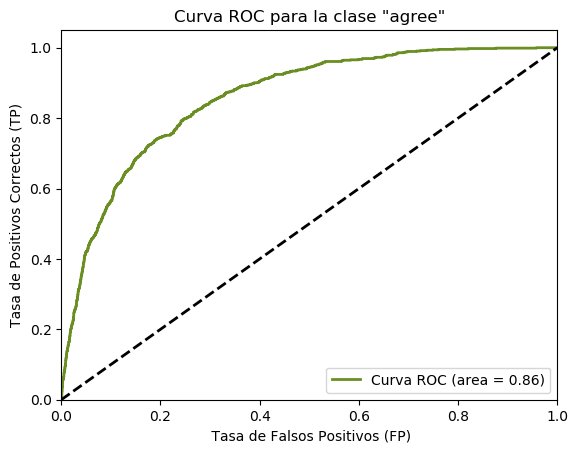 Curva ROC para la clase "agree"
1.0
0.8
0.6
0.4
0.2
0.0
Tasa de Positivos Correctos (TP)
Curva ROC (area = 0.86)
0.0 0.2 0.4 0.6 0.8 1.0
Tasa de Falsos Positivos (FP)